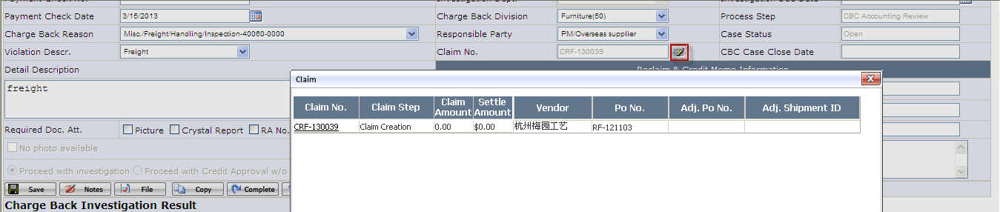 Payment Check Date 3/15/2013 Charge Back Division Furniture(50) Process Step CBC Accounting Review
Charge Back Reason Misc./Freight/Handling/Inspection-40060-0000 Responsible Party PM/Overseas supplier Case Status Open
Violation Descr. Freight Claim No. CRF-130039 CBC Case Close Date
Detail Description
freight
Claim
Claim No. Claim Step Claim Amount Settle Amount Vendor Po No. Adj. Po No. Adj. Shipment ID
CRF-130039 Claim Creation 0.00 $0.00 杭州梅园工艺 RF-121103
Required Doc. Att. Picture Crystal Report RA No.
No photo available
Proceed with investigation Proceed with Credit Approval w/o
Save Notes File Copy Complete
Charge Back Investigation Result